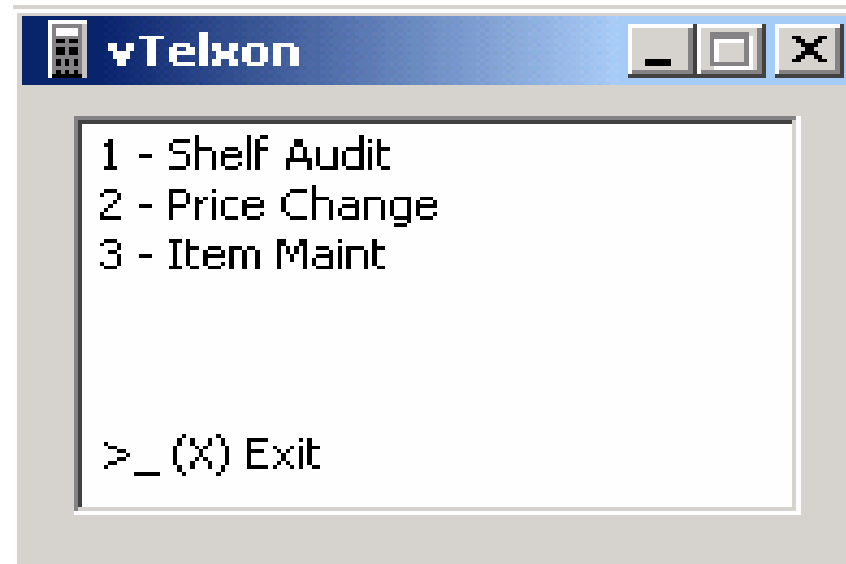 vTelxon
1 - Shelf Audit
2 - Price Change
3 - Item Maint
>_ (X) Exit